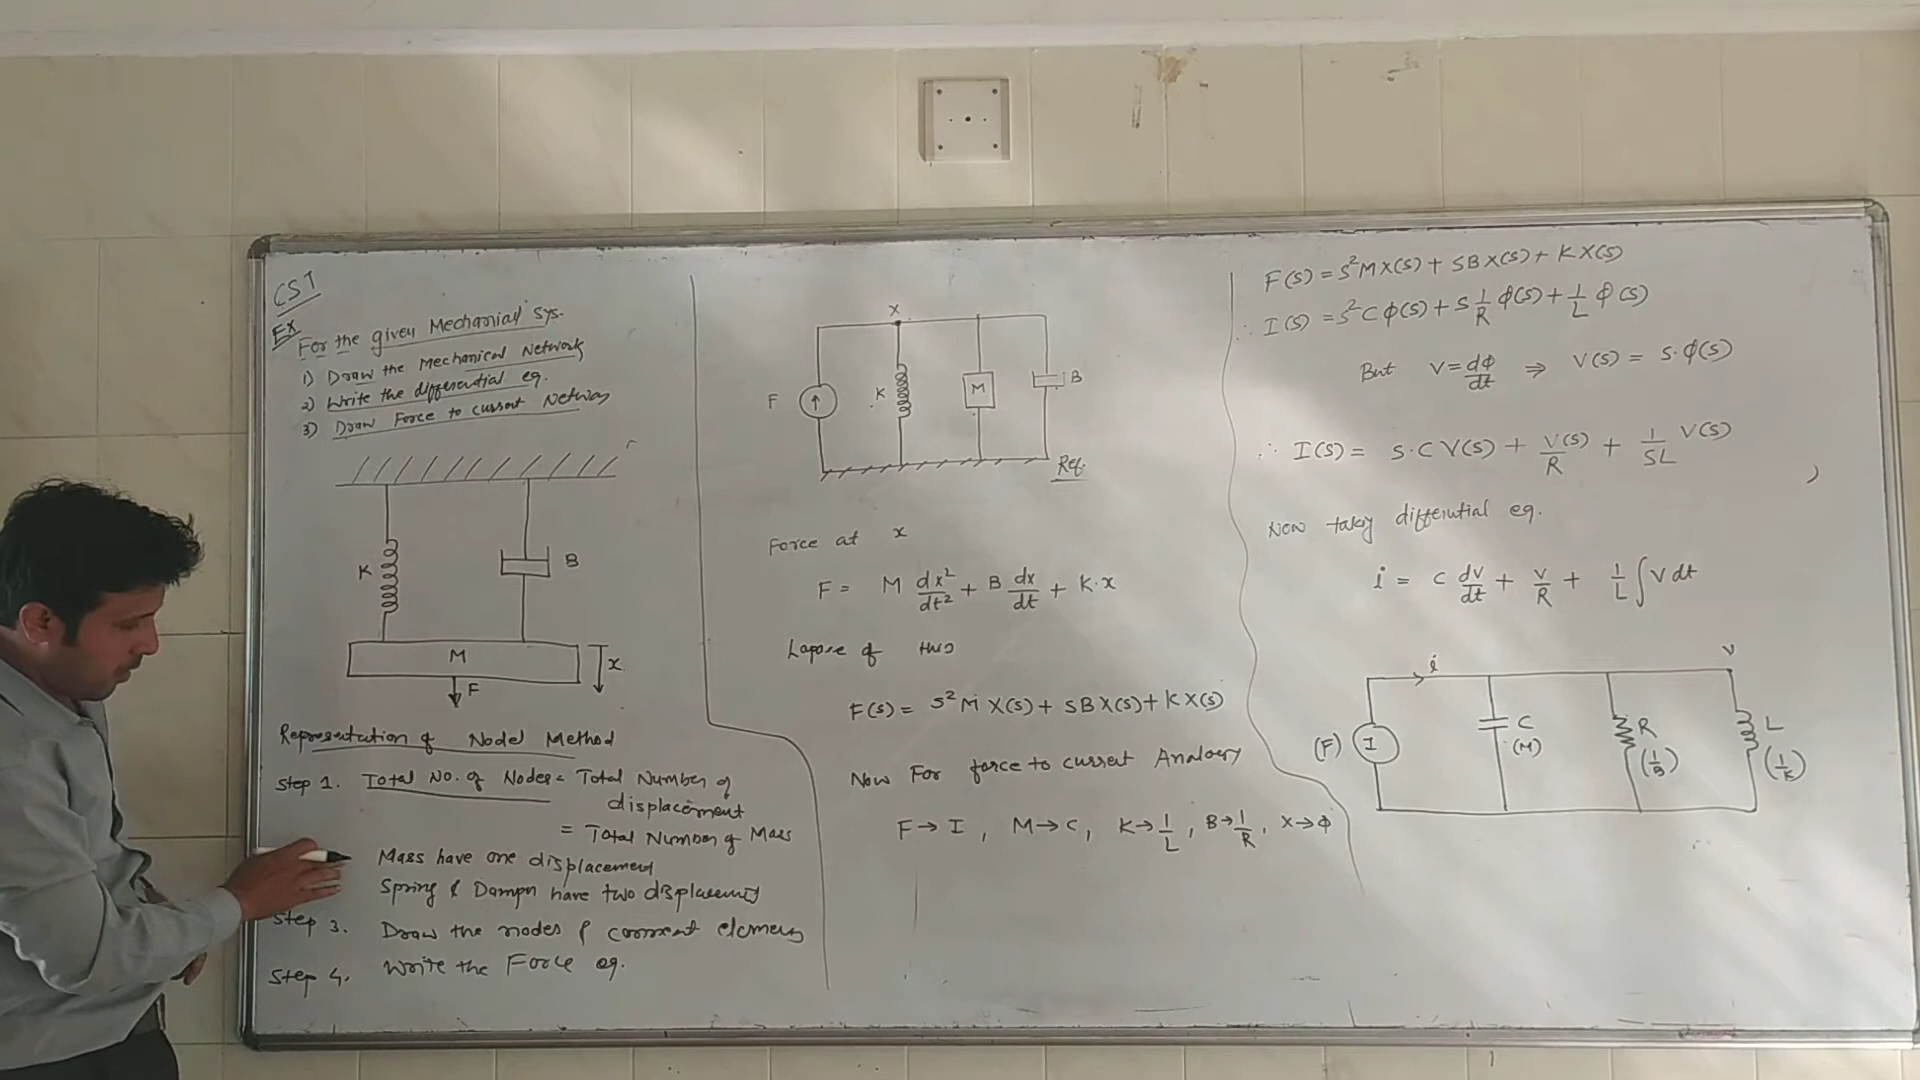 CST
Ex
For the given Mechanical Sys.
1) Draw the Mechanical Network
2) Write the differential eq.
3) Draw Force to current Network
K
B
M
F
x
Representation of Nodel Method
Step 1. Total No. of Nodes = Total Number of
displacement
= Total Number of Mass
Mass have one displacement
Spring & Dampr have two displacements
Step 3. Draw the nodes & connect elements
Step 4. Write the Force eq.
x
F
K
M
B
Ref.
Force at x
F = M dx²/dt² + B dx/dt + K·x
Laplace of this
F(s) = s²M X(s) + SB X(s) + K X(s)
Now For force to current Analogy
F → I, M → C, K → 1/L, B → 1/R, X → φ
F(s) = s²M X(s) + SB X(s) + K X(s)
∴ I(s) = s²C φ(s) + s 1/R φ(s) + 1/L φ(s)
But v = dφ/dt ⇒ V(s) = s·φ(s)
∴ I(s) = s·C V(s) + V(s)/R + 1/SL V(s)
Now taking differential eq.
i = C dv/dt + v/R + 1/L ∫ v dt
i
v
(F)
I
C
(M)
R
(1/B)
L
(1/K)